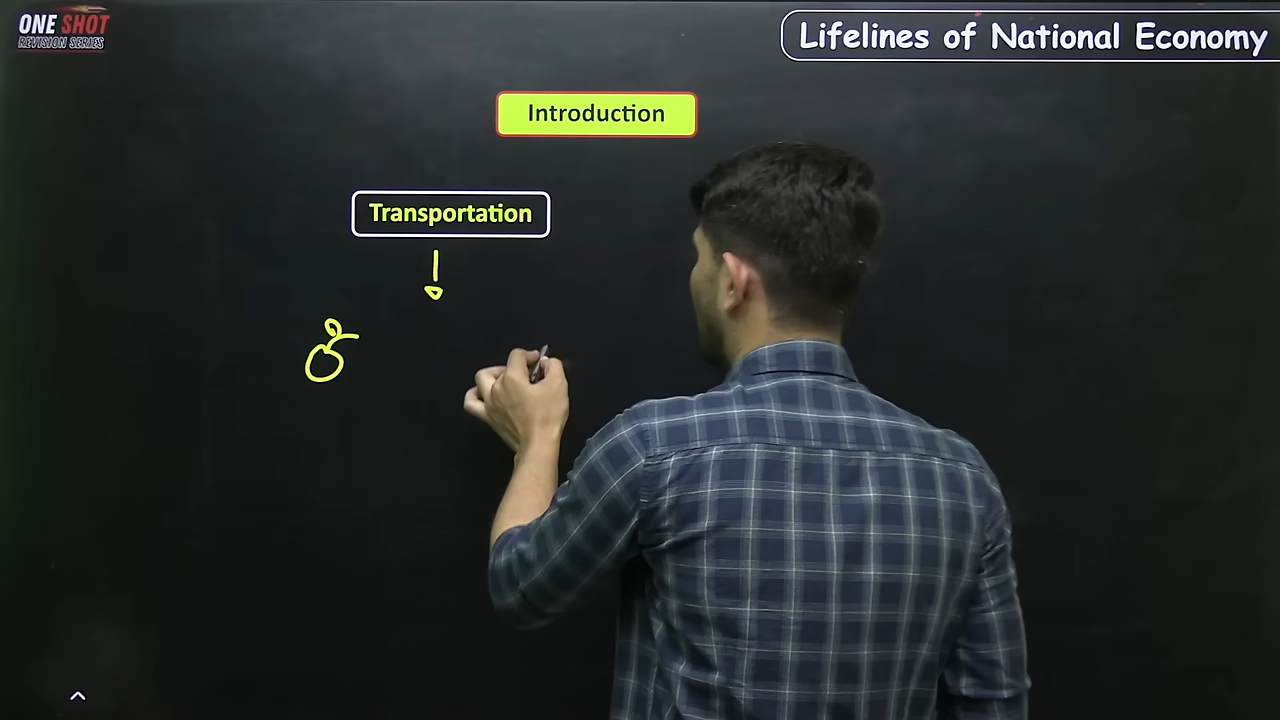 ONE SHOT
REVISION SERIES
Lifelines of National Economy
Introduction
Transportation